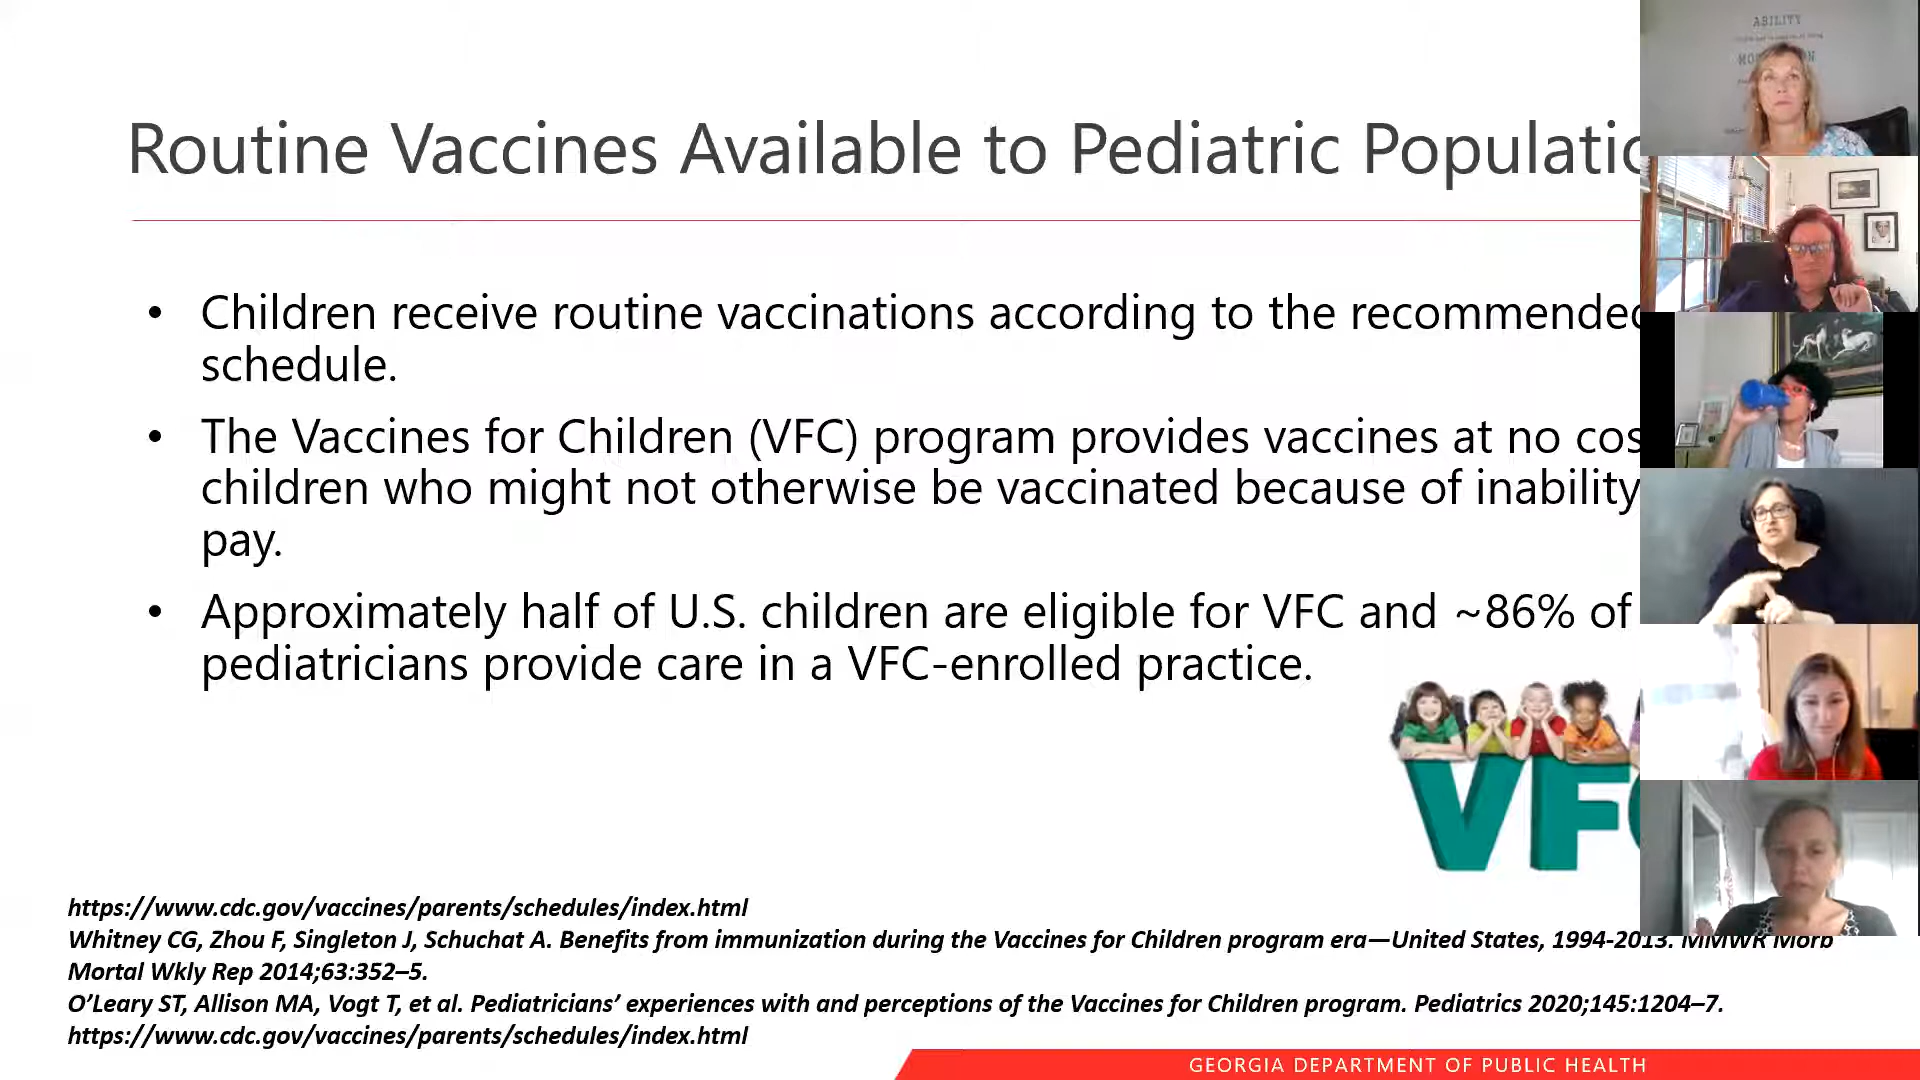 ABILITY
Routine Vaccines Available to Pediatric Populatio
• Children receive routine vaccinations according to the recommended
schedule.
• The Vaccines for Children (VFC) program provides vaccines at no cos
children who might not otherwise be vaccinated because of inability
pay.
• Approximately half of U.S. children are eligible for VFC and ~86% of
pediatricians provide care in a VFC-enrolled practice.
VFC
https://www.cdc.gov/vaccines/parents/schedules/index.html
Whitney CG, Zhou F, Singleton J, Schuchat A. Benefits from immunization during the Vaccines for Children program era—United States, 1994-2013. MMWR Morb
Mortal Wkly Rep 2014;63:352–5.
O’Leary ST, Allison MA, Vogt T, et al. Pediatricians’ experiences with and perceptions of the Vaccines for Children program. Pediatrics 2020;145:1204–7.
https://www.cdc.gov/vaccines/parents/schedules/index.html
GEORGIA DEPARTMENT OF PUBLIC HEALTH